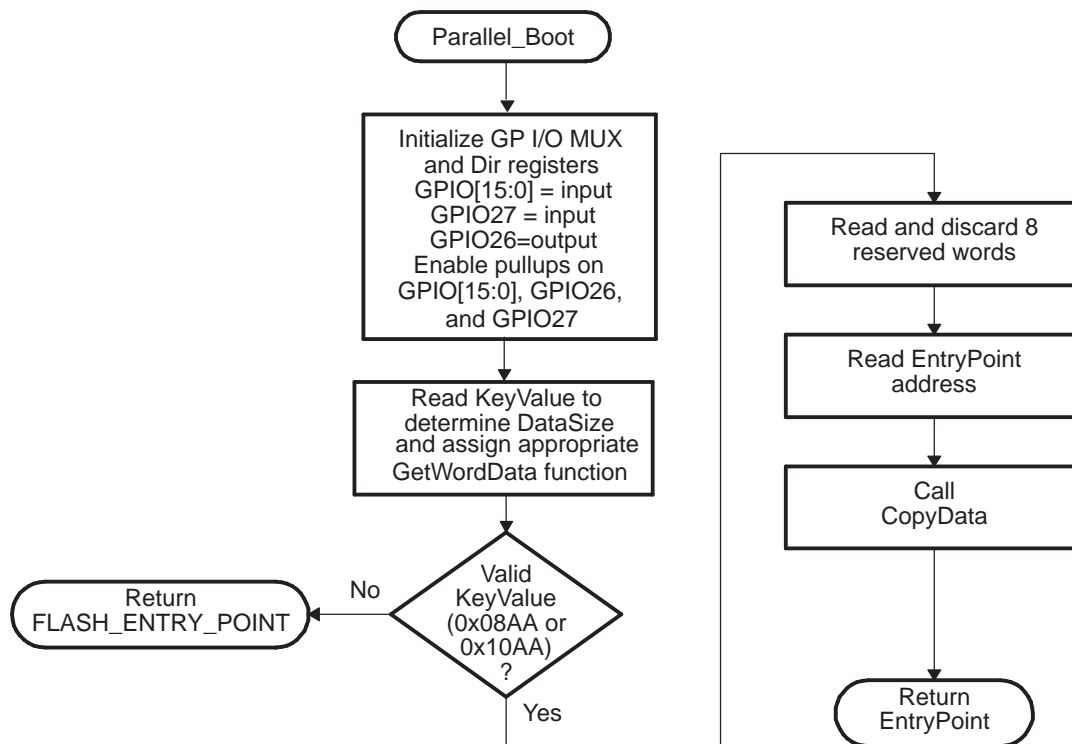 Parallel_Boot
Initialize GP I/O MUX
and Dir registers
GPIO[15:0] = input
GPIO27 = input
GPIO26=output
Enable pullups on
GPIO[15:0], GPIO26,
and GPIO27
Read KeyValue to
determine DataSize
and assign appropriate
GetWordData function
Valid
KeyValue
(0x08AA or
0x10AA)
?
No
Return
FLASH_ENTRY_POINT
Yes
Read and discard 8
reserved words
Read EntryPoint
address
Call
CopyData
Return
EntryPoint